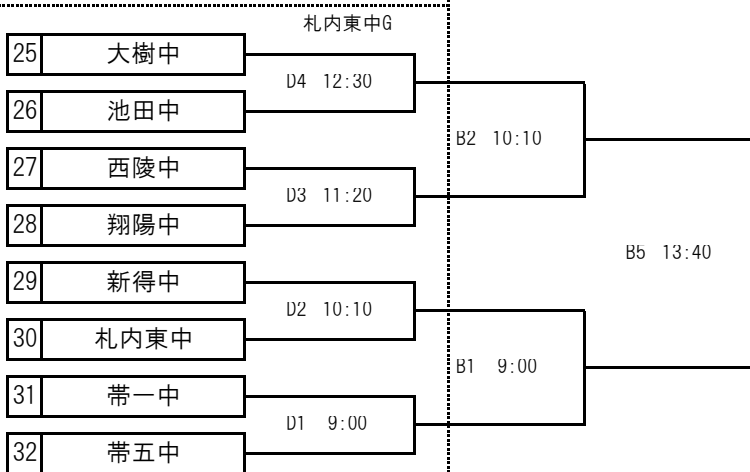 札内東中G
25 大樹中
D4 12:30
26 池田中
B2 10:10
27 西陵中
D3 11:20
28 翔陽中
B5 13:40
29 新得中
D2 10:10
30 札内東中
B1 9:00
31 帯一中
D1 9:00
32 帯五中